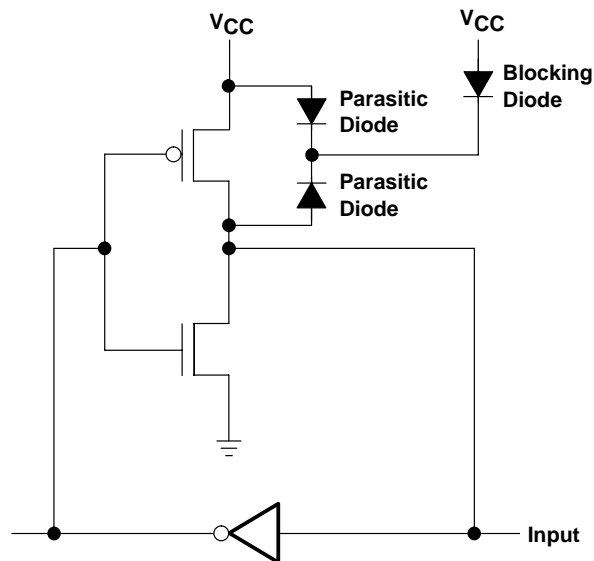 VCC
VCC
Blocking
Diode
Parasitic
Diode
Parasitic
Diode
Input